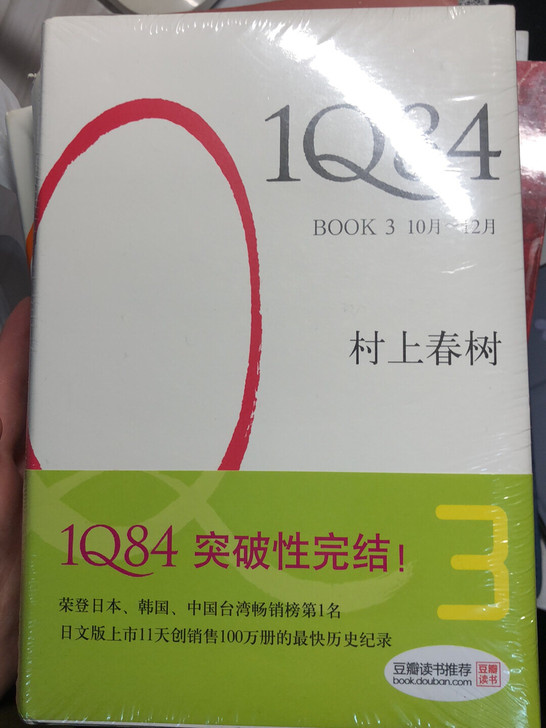 1Q84
BOOK 3 10月~12月
村上春树
1Q84 突破性完结!
3
荣登日本、韩国、中国台湾畅销榜第1名
日文版上市11天创销售100万册的最快历史纪录
豆瓣读书推荐
book.douban.com
豆瓣
读书